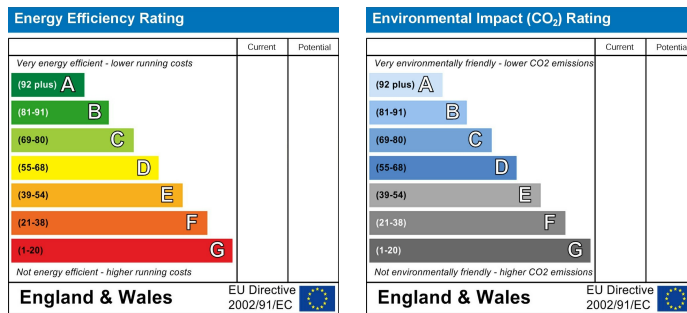 Energy Efficiency Rating
Current Potential
Very energy efficient - lower running costs
(92 plus) A
(81-91) B
(69-80) C
(55-68) D
(39-54) E
(21-38) F
(1-20) G
Not energy efficient - higher running costs
England & Wales
EU Directive
2002/91/EC
Environmental Impact (CO₂) Rating
Current Potential
Very environmentally friendly - lower CO2 emissions
(92 plus) A
(81-91) B
(69-80) C
(55-68) D
(39-54) E
(21-38) F
(1-20) G
Not environmentally friendly - higher CO2 emissions
England & Wales
EU Directive
2002/91/EC